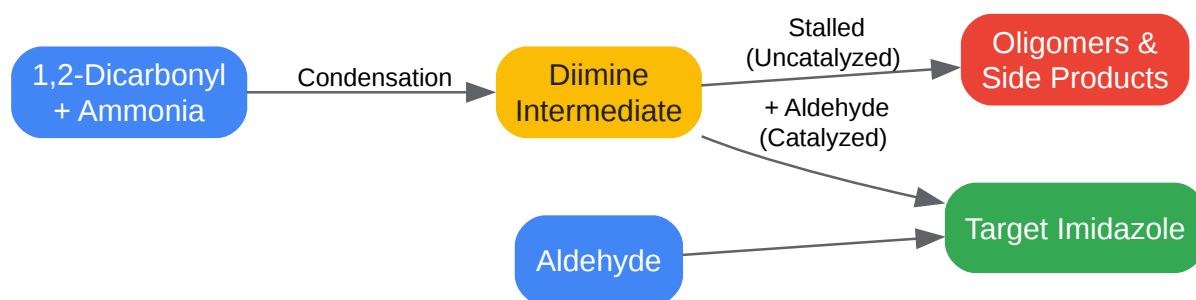 1,2-Dicarbonyl
+ Ammonia
Condensation
Diimine
Intermediate
Stalled
(Uncatalyzed)
Oligomers &
Side Products
+ Aldehyde
(Catalyzed)
Aldehyde
Target Imidazole